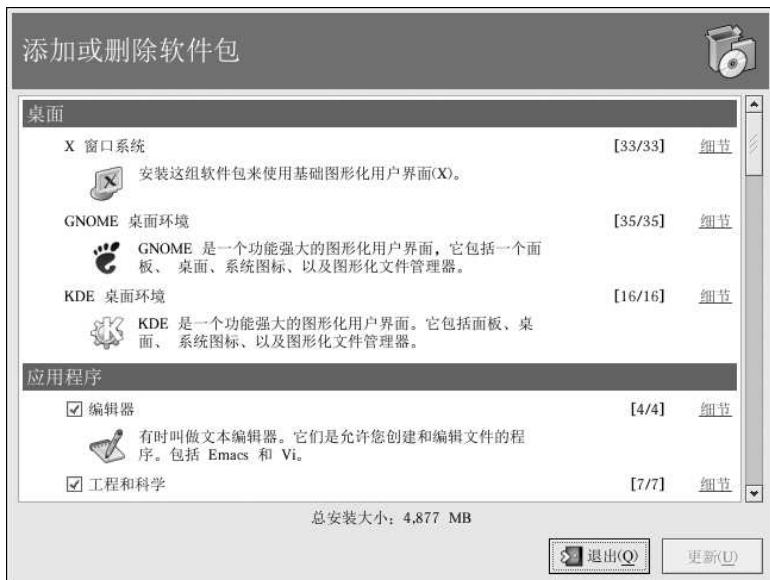 添加或删除软件包
桌面
X 窗口系统 [33/33] 细节
安装这组软件包来使用基础图形化用户界面(X)。
GNOME 桌面环境 [35/35] 细节
GNOME 是一个功能强大的图形化用户界面，它包括一个面
板、 桌面、系统图标、以及图形化文件管理器。
KDE 桌面环境 [16/16] 细节
KDE 是一个功能强大的图形化用户界面。它包括面板、桌
面、 系统图标、以及图形化文件管理器。
应用程序
编辑器 [4/4] 细节
有时叫做文本编辑器。它们是允许您创建和编辑文件的程
序。包括 Emacs 和 Vi。
工程和科学 [7/7] 细节
总安装大小：4,877 MB
退出(Q) 更新(U)